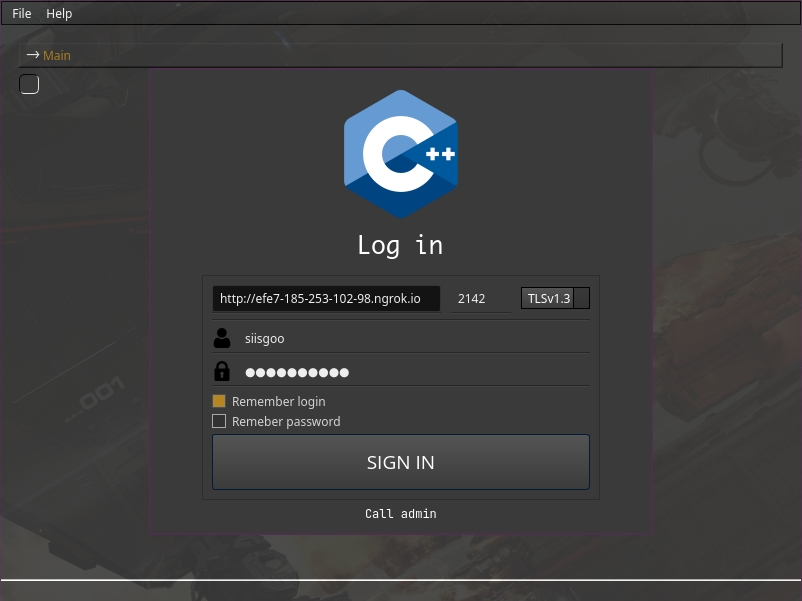 File Help
→ Main
C++
Log in
http://efe7-185-253-102-98.ngrok.io 2142 TLSv1.3
siisgoo
●●●●●●●●●●
Remember login
Remeber password
SIGN IN
Call admin
001